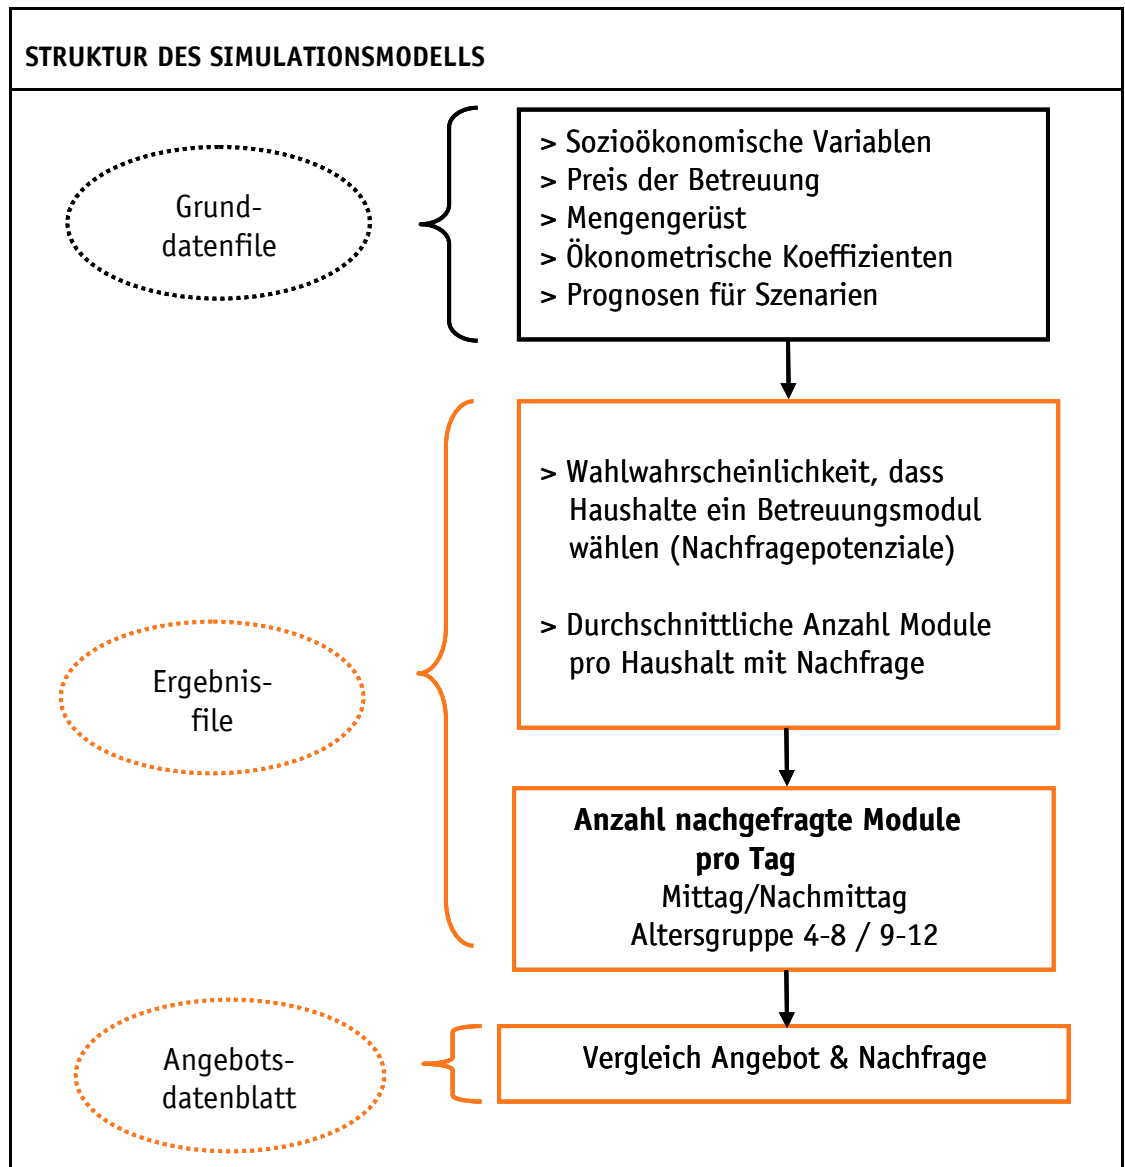 STRUKTUR DES SIMULATIONSMODELLS
Grund-
datenfile
> Sozioökonomische Variablen
> Preis der Betreuung
> Mengengerüst
> Ökonometrische Koeffizienten
> Prognosen für Szenarien
Ergebnis-
file
> Wahlwahrscheinlichkeit, dass
Haushalte ein Betreuungsmodul
wählen (Nachfragepotenziale)
> Durchschnittliche Anzahl Module
pro Haushalt mit Nachfrage
Anzahl nachgefragte Module
pro Tag
Mittag/Nachmittag
Altersgruppe 4-8 / 9-12
Angebots-
datenblatt
Vergleich Angebot & Nachfrage